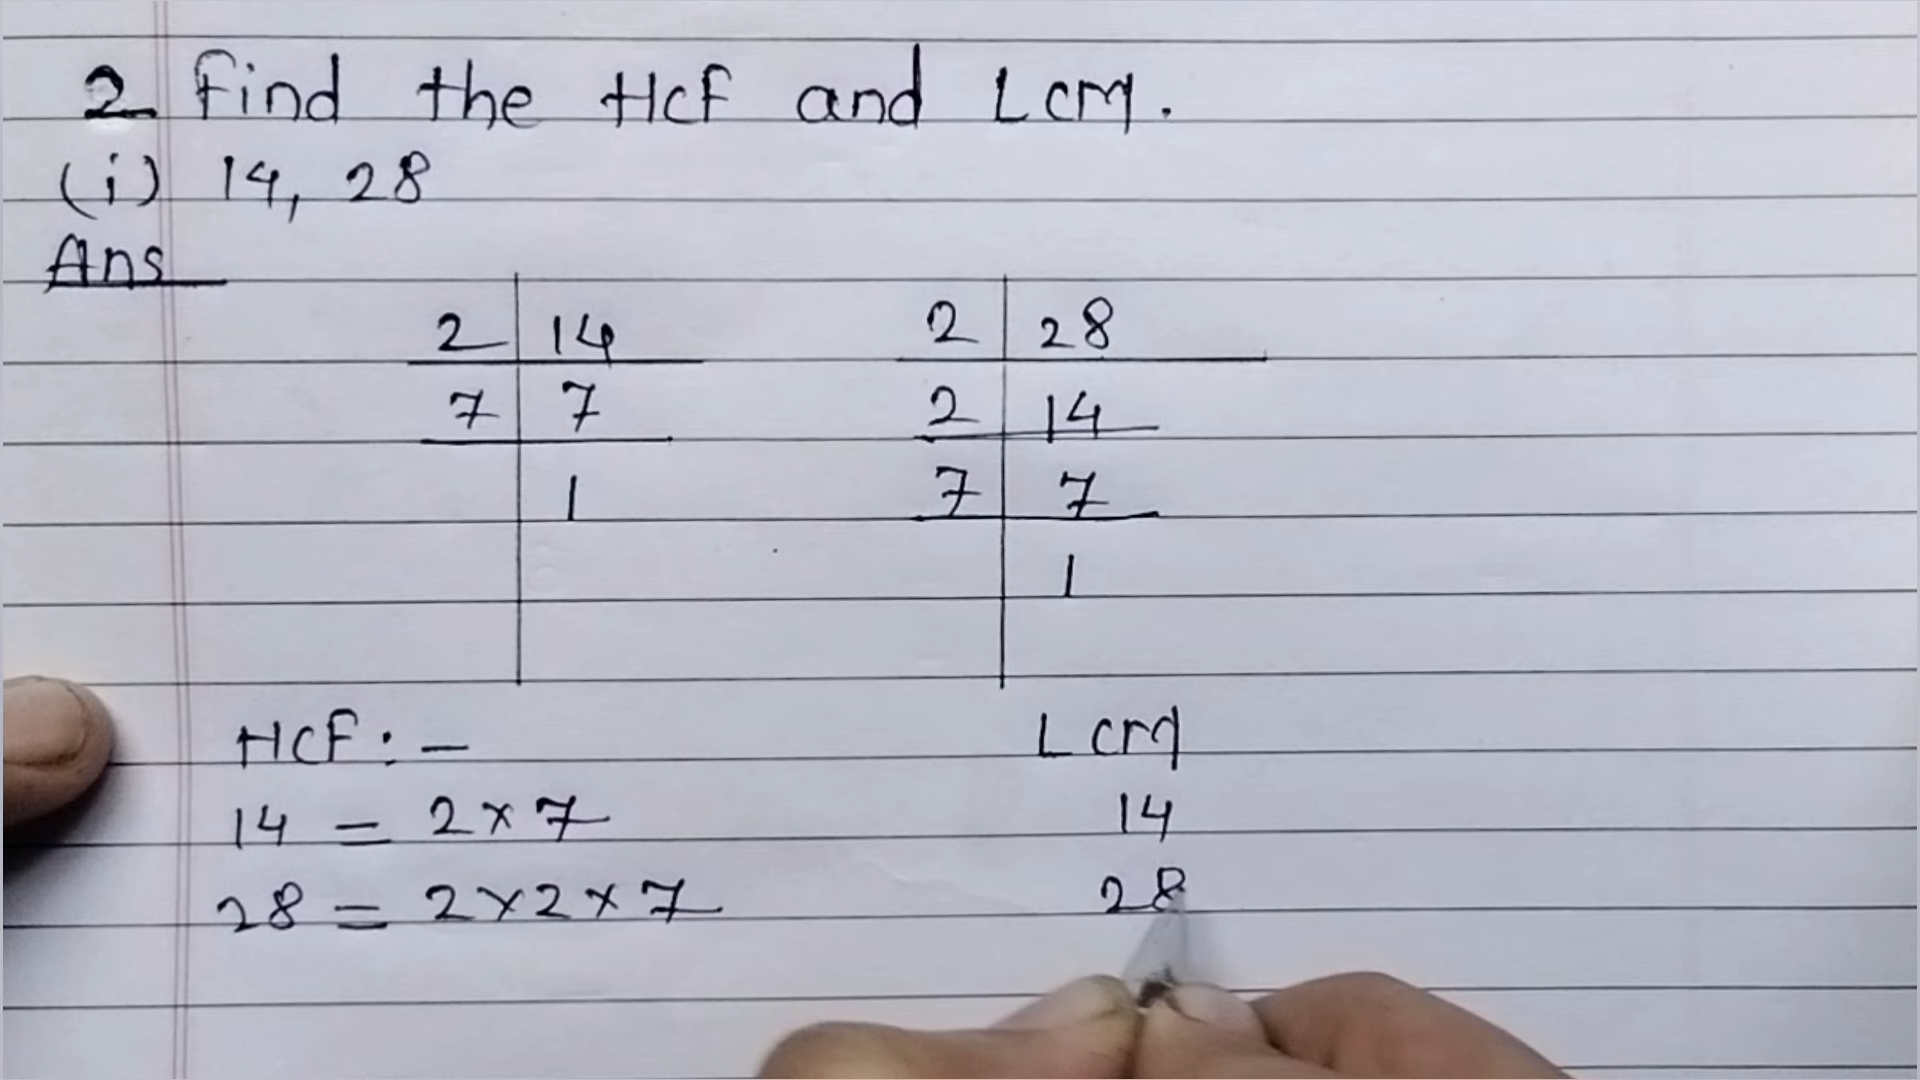 2 Find the HCF and LCM.
(i) 14, 28
Ans
2 14 2 28
7 7 2 14
1 7 7
1
HCF:- LCM
14 = 2×7 14
28 = 2×2×7 28